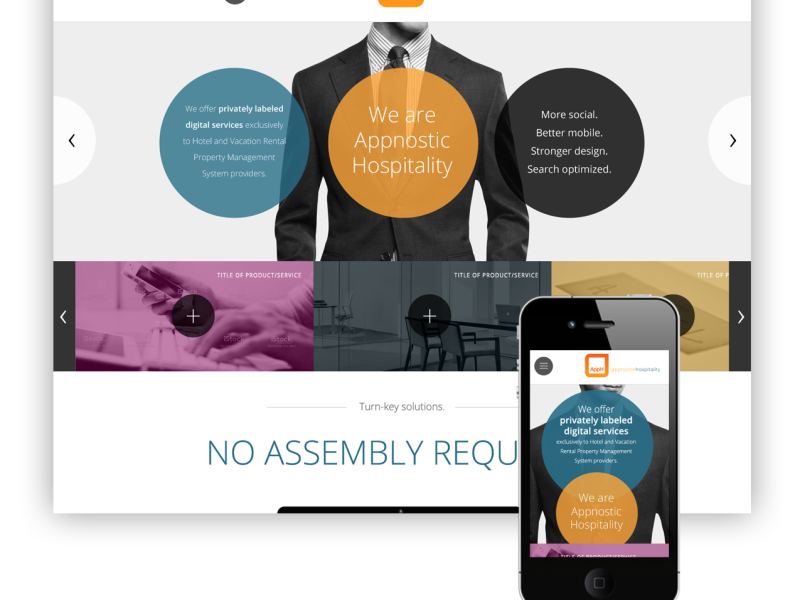 We offer privately labeled
digital services exclusively
to Hotel and Vacation Rental
Property Management
System providers.
We are
Appnostic
Hospitality
More social.
Better mobile.
Stronger design.
Search optimized.
TITLE OF PRODUCT/SERVICE
TITLE OF PRODUCT/SERVICE
TITLE OF P
iStock
iStock
iStock
Turn-key solutions.
NO ASSEMBLY REQU
AppH
appnostichospitality
We offer
privately labeled
digital services
exclusively to Hotel and Vacation
Rental Property Management
System providers.
We are
Appnostic
Hospitality
TITLE OF PRODUCT/SERVICE